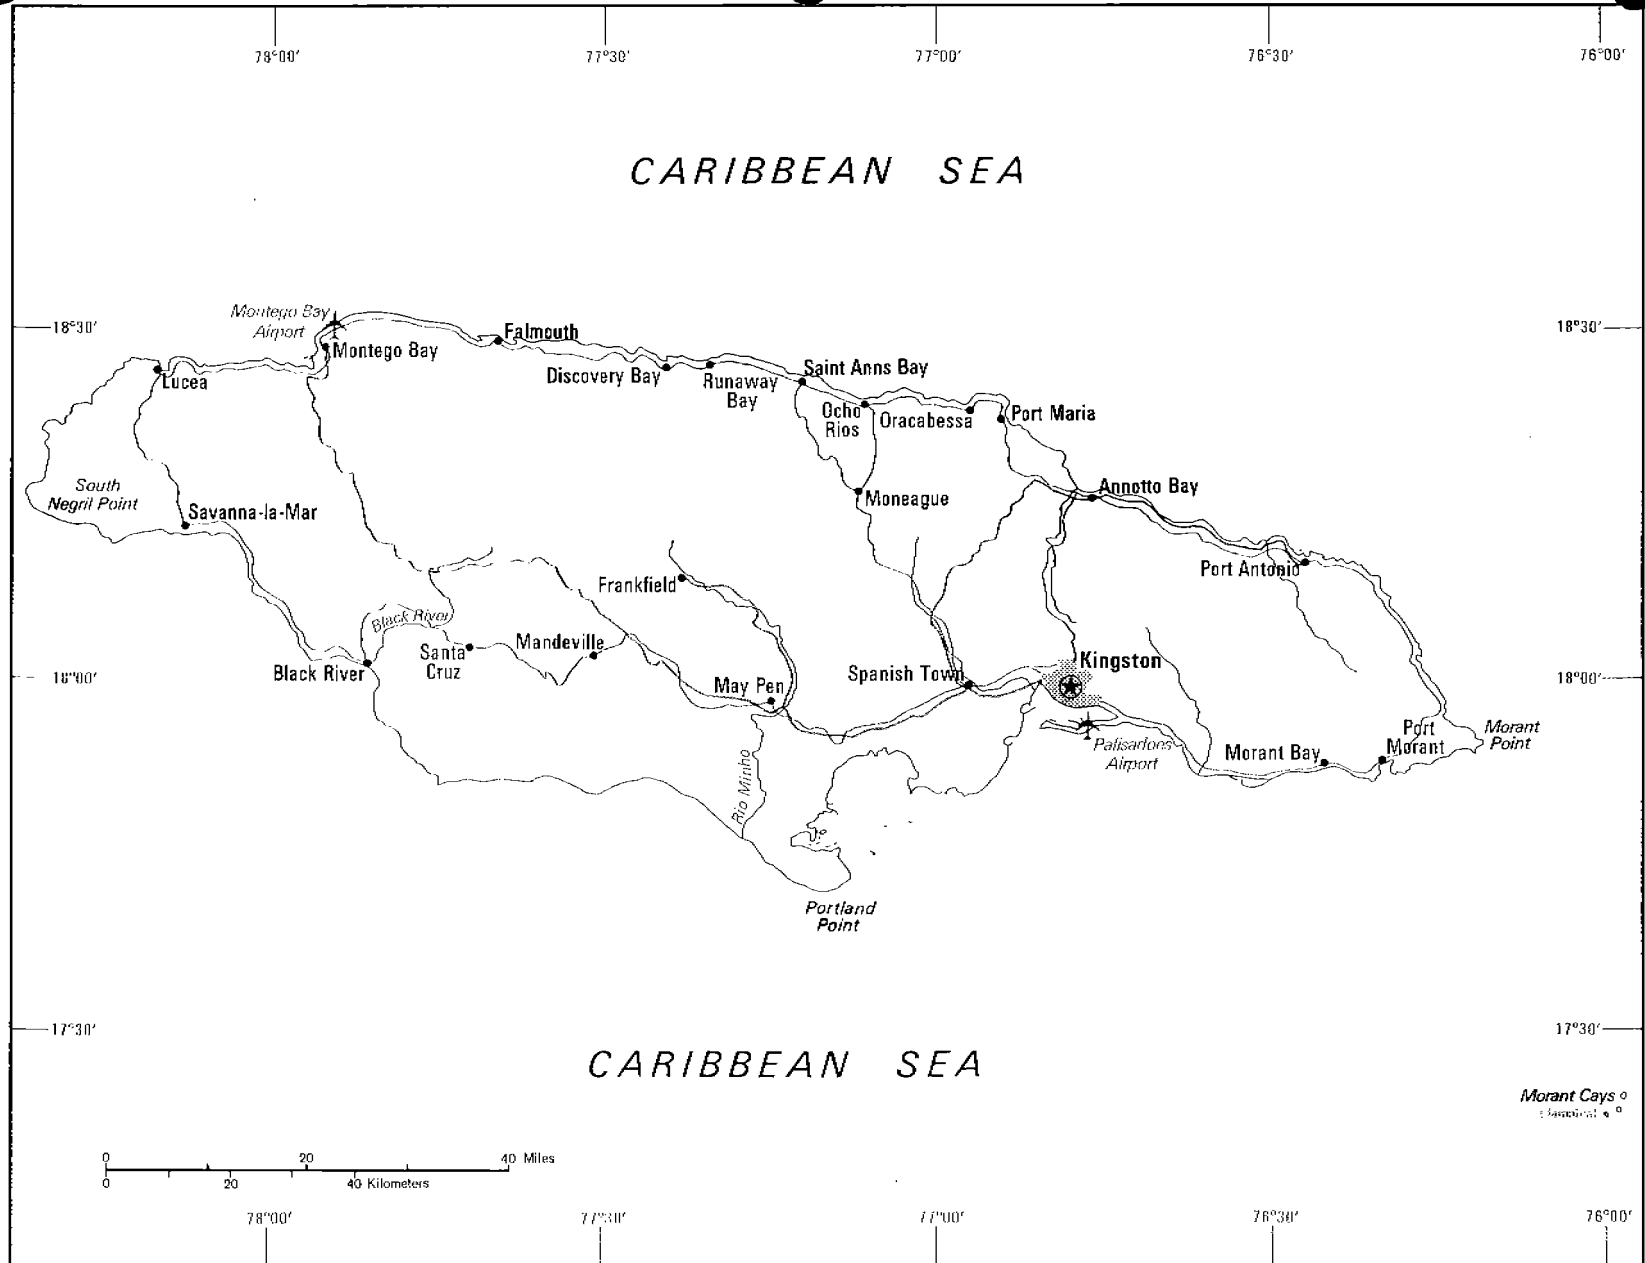 78°00′
77°30′
77°00′
76°30′
76°00′
CARIBBEAN SEA
Montego Bay
Airport
18°30′
18°30′
Falmouth
Montego Bay
Lucea
Discovery Bay
Runaway
Bay
Saint Anns Bay
Ocho
Rios
Oracabessa
Port Maria
South
Negril Point
Savanna-la-Mar
Moneague
Annotto Bay
Frankfield
Port Antonio
Black River
Santa
Cruz
Mandeville
Black River
18°00′
May Pen
Spanish Town
Kingston
18°00′
Rio Minho
Palisadoes
Airport
Morant Bay
Port
Morant
Morant
Point
Portland
Point
17°30′
17°30′
CARIBBEAN SEA
Morant Cays
0 20 40 Miles
0 20 40 Kilometers
78°00′
77°30′
77°00′
76°30′
76°00′